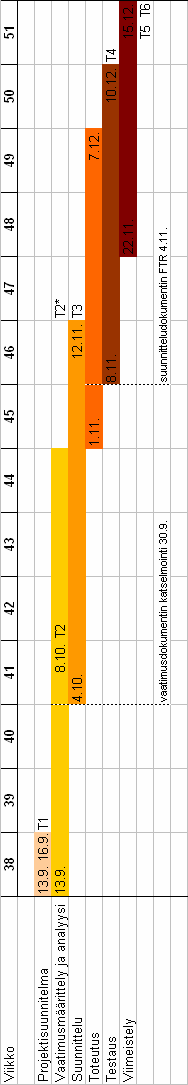 Viikko 38 39 40 41 42 43 44 45 46 47 48 49 50 51
Projektisuunnitelma 13.9. 16.9. T1
Vaatimusmäärittely ja analyysi 13.9. 8.10. T2 T2*
Suunnittelu 4.10. 12.11. T3
Toteutus 1.11. 7.12.
Testaus 8.11. 10.12. T4
Viimeistely 22.11. 15.12.
T5 T6
vaatimusdokumentin katselmointi 30.9. suunnitteludokumentin FTR 4.11.